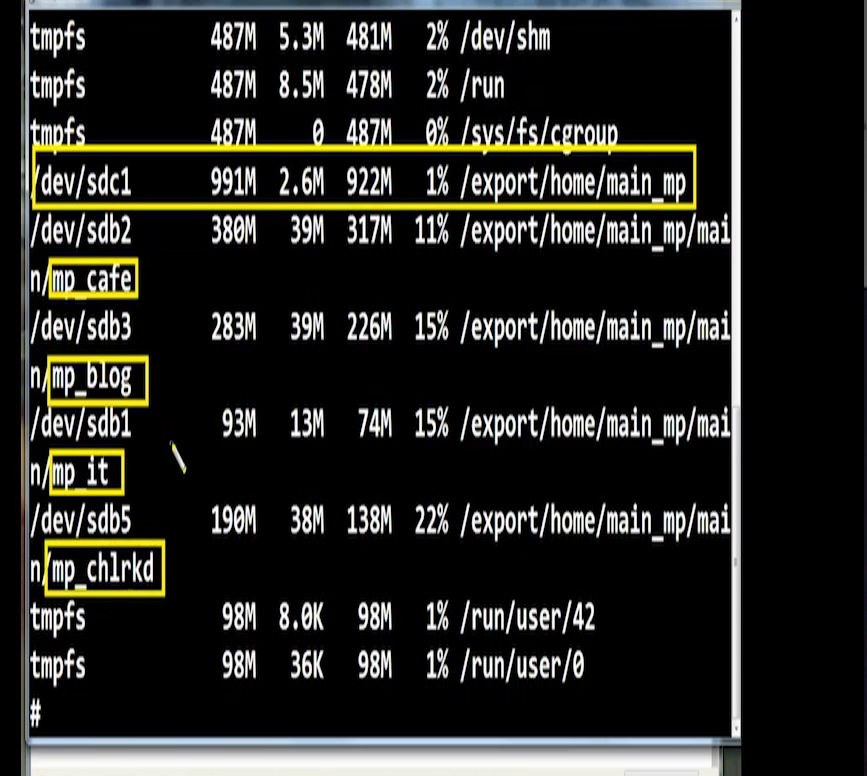 tmpfs 487M 5.3M 481M 2% /dev/shm
tmpfs 487M 8.5M 478M 2% /run
tmpfs 487M 0 487M 0% /sys/fs/cgroup
/dev/sdc1 991M 2.6M 922M 1% /export/home/main_mp
/dev/sdb2 380M 39M 317M 11% /export/home/main_mp/mai
n/mp_cafe
/dev/sdb3 283M 39M 226M 15% /export/home/main_mp/mai
n/mp_blog
/dev/sdb1 93M 13M 74M 15% /export/home/main_mp/mai
n/mp_it
/dev/sdb5 190M 38M 138M 22% /export/home/main_mp/mai
n/mp_chlrkd
tmpfs 98M 8.0K 98M 1% /run/user/42
tmpfs 98M 36K 98M 1% /run/user/0
#